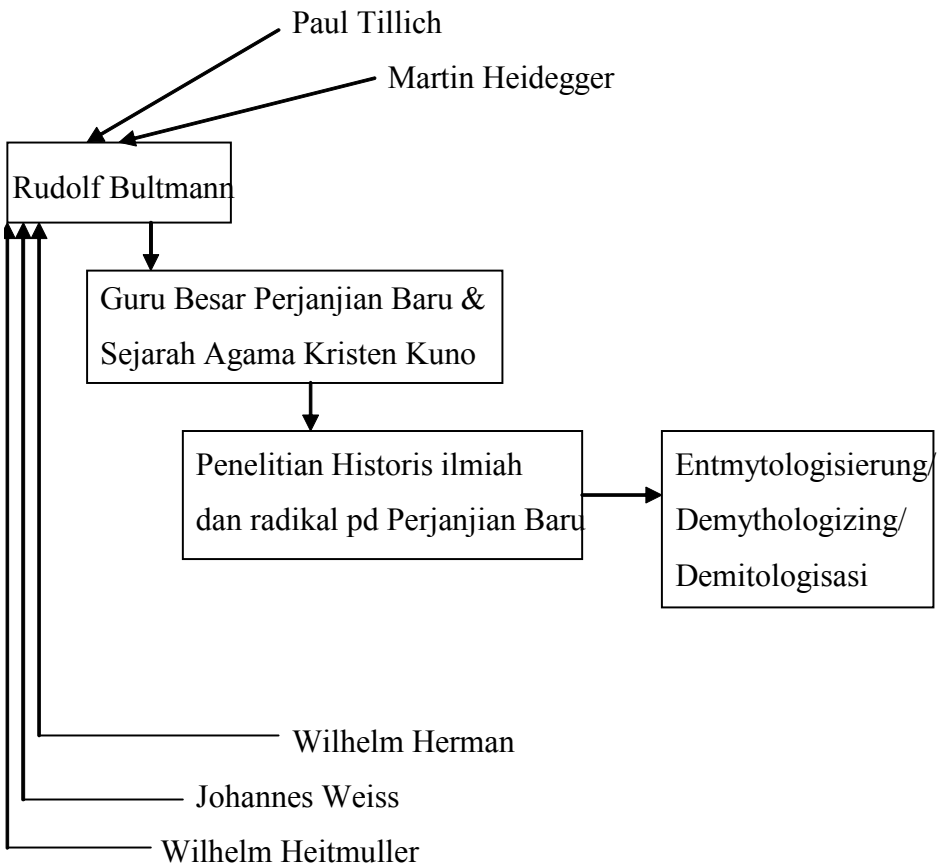 Paul Tillich
Martin Heidegger
Rudolf Bultmann
Guru Besar Perjanjian Baru &
Sejarah Agama Kristen Kuno
Penelitian Historis ilmiah
dan radikal pd Perjanjian Baru
Entmytologisierung/
Demythologizing/
Demitologisasi
Wilhelm Herman
Johannes Weiss
Wilhelm Heitmuller